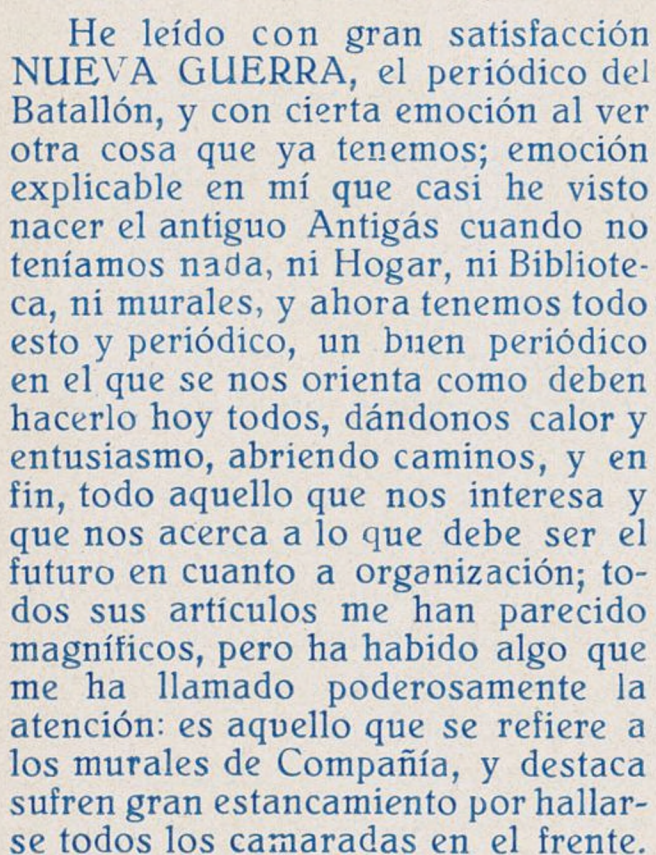 He leído con gran satisfacción
NUEVA GUERRA, el periódico del
Batallón, y con cierta emoción al ver
otra cosa que ya tenemos; emoción
explicable en mí que casi he visto
nacer el antiguo Antigás cuando no
teníamos nada, ni Hogar, ni Bibliote-
ca, ni murales, y ahora tenemos todo
esto y periódico, un buen periódico
en el que se nos orienta como deben
hacerlo hoy todos, dándonos calor y
entusiasmo, abriendo caminos, y en
fin, todo aquello que nos interesa y
que nos acerca a lo que debe ser el
futuro en cuanto a organización; to-
dos sus artículos me han parecido
magníficos, pero ha habido algo que
me ha llamado poderosamente la
atención: es aquello que se refiere a
los murales de Compañía, y destaca
sufren gran estancamiento por hallar-
se todos los camaradas en el frente.